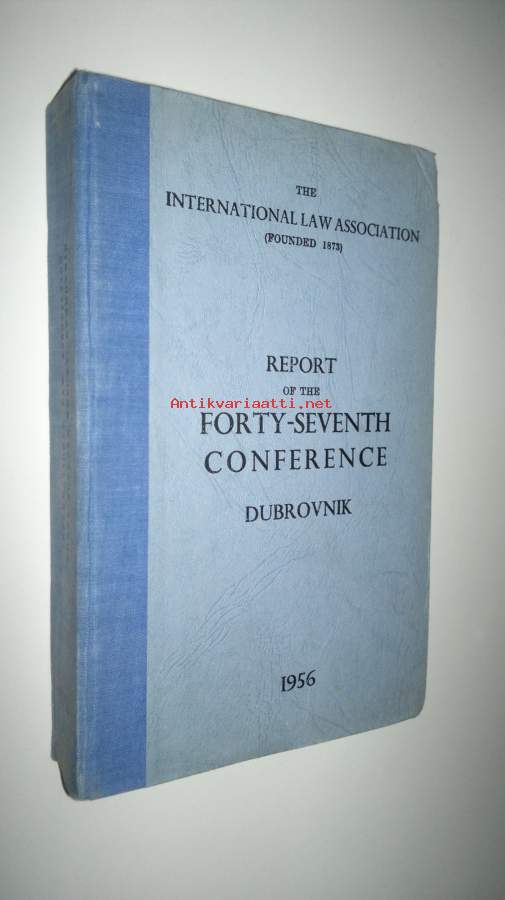 THE
INTERNATIONAL LAW ASSOCIATION
(FOUNDED 1873)
REPORT
OF THE
Antikvariaatti.net
FORTY-SEVENTH
CONFERENCE
DUBROVNIK
1956